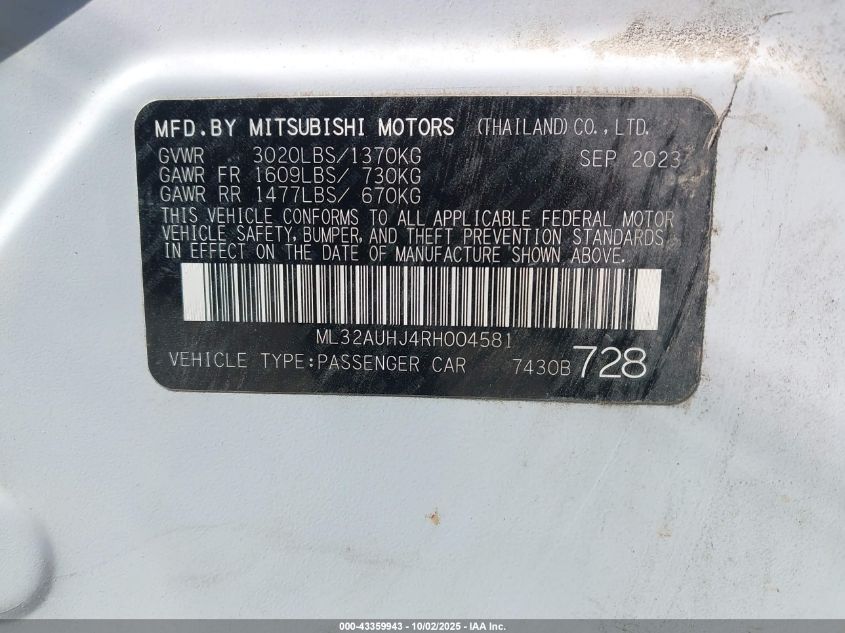 MFD.BY MITSUBISHI MOTORS (THAILAND) CO.,LTD.
GVWR 3020LBS/1370KG SEP 2023
GAWR FR 1609LBS/ 730KG
GAWR RR 1477LBS/ 670KG
THIS VEHICLE CONFORMS TO ALL APPLICABLE FEDERAL MOTOR
VEHICLE SAFETY, BUMPER, AND THEFT PREVENTION STANDARDS
IN EFFECT ON THE DATE OF MANUFACTURE SHOWN ABOVE.
ML32AUHJ4RH004581
VEHICLE TYPE:PASSENGER CAR 7430B 728
000-43359943 - 10/02/2025 - IAA Inc.